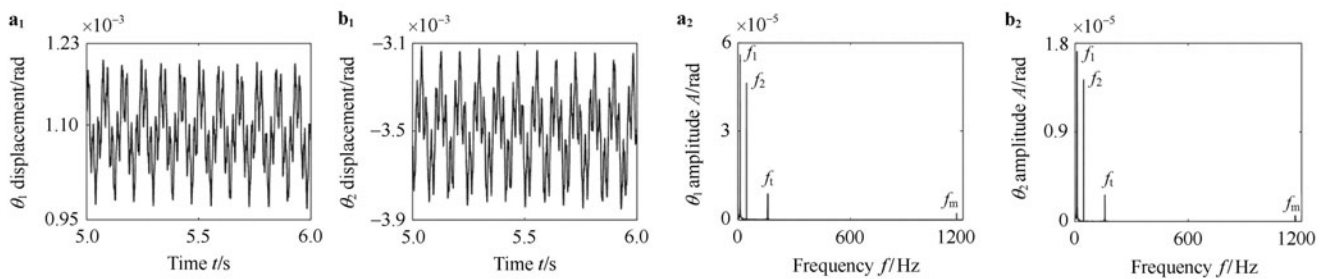 a₁
×10⁻³
1.23
1.10
0.95
θ₁ displacement/rad
5.0 5.5 6.0
Time t/s
b₁
×10⁻³
−3.1
−3.5
−3.9
θ₂ displacement/rad
5.0 5.5 6.0
Time t/s
a₂
×10⁻⁵
6
3
0
θ₁ amplitude A/rad
f₁
f₂
fₜ
fₘ
0 600 1200
Frequency f/Hz
b₂
×10⁻⁵
1.8
0.9
0
θ₂ amplitude A/rad
f₁
f₂
fₜ
fₘ
0 600 1200
Frequency f/Hz